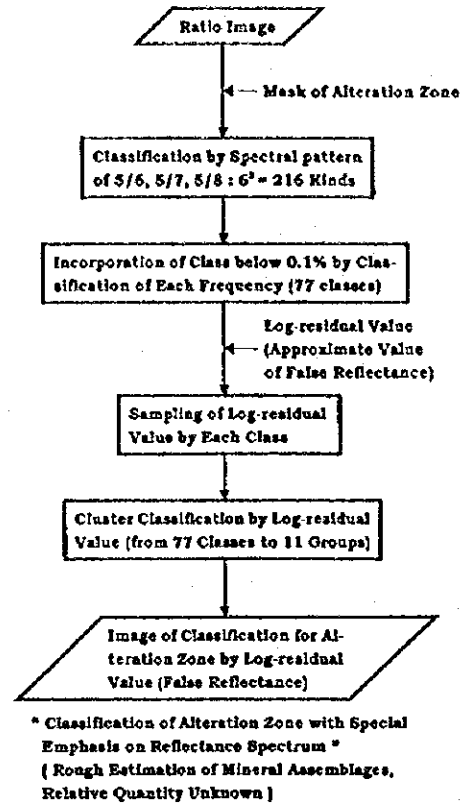 Ratio Image
Mask of Alteration Zone
Classification by Spectral pattern
of 5/6, 5/7, 5/8 : 6³ = 216 Kinds
Incorporation of Class below 0.1% by Clas-
sification of Each Frequency (77 classes)
Log-residual Value
(Approximate Value
of False Reflectance)
Sampling of Log-residual
Value by Each Class
Cluster Classification by Log-residual
Value (from 77 Classes to 11 Groups)
Image of Classification for Al-
teration Zone by Log-residual
Value (False Reflectance)
" Classification of Alteration Zone with Special
Emphasis on Reflectance Spectrum "
( Rough Estimation of Mineral Assemblages,
Relative Quantity Unknown )